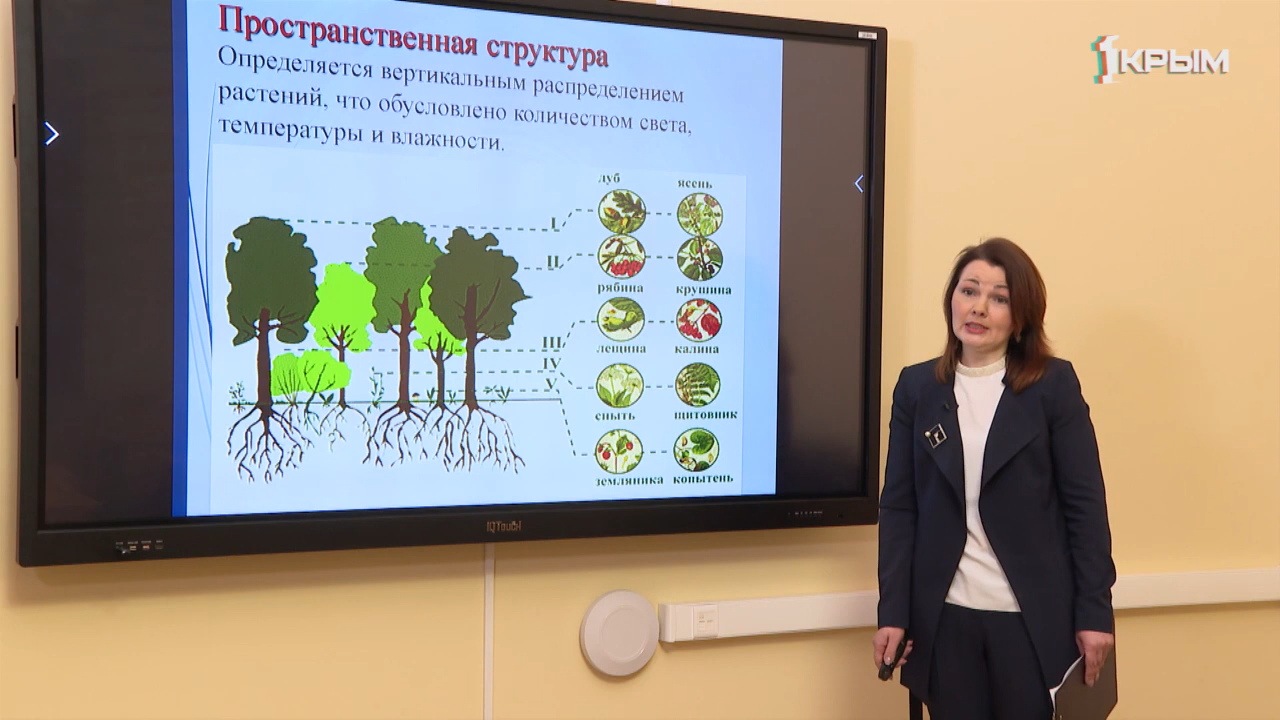 Пространственная структура
Определяется вертикальным распределением
растений, что обусловлено количеством света,
температуры и влажности.
1КРЫМ
дуб
ясень
I
II
рябина
крушина
III
лещина
калина
IV
V
сныть
щитовник
земляника
копытень
IQTouch